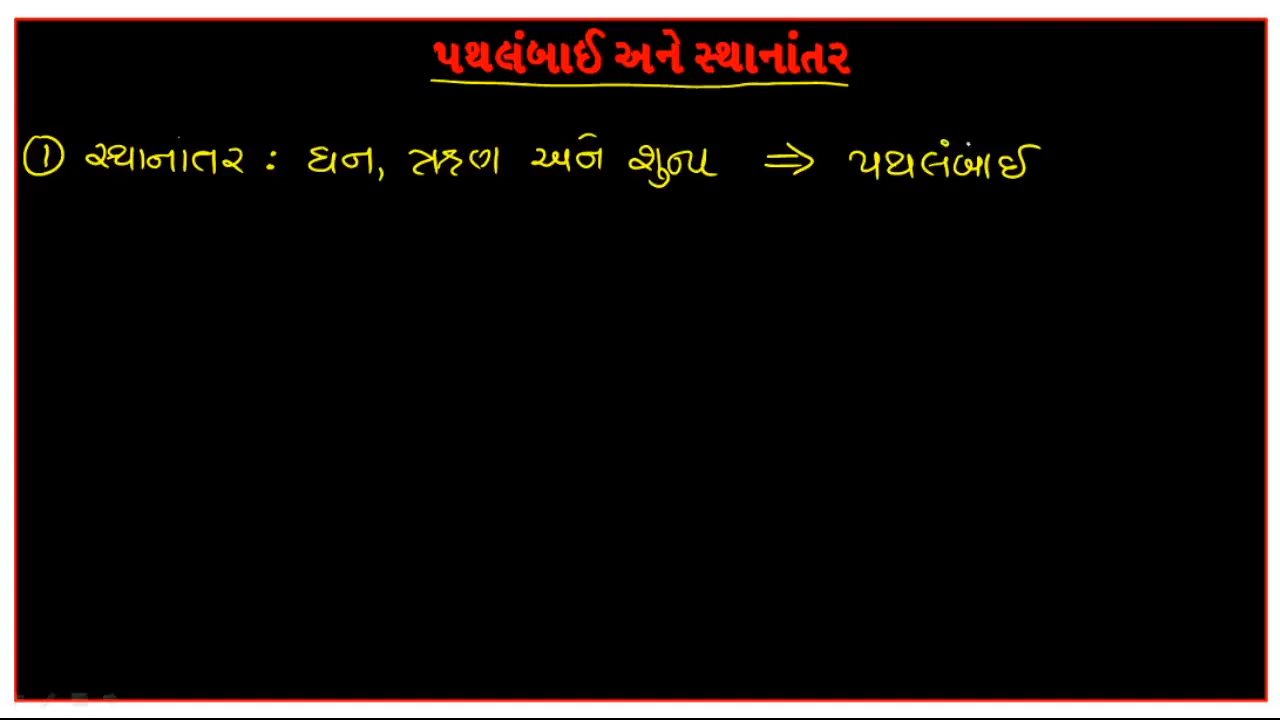 પથલંબાઈ અને સ્થાનાંતર
① સ્થાનાંતર : ધન, ઋણ અને શુન્ય ⇒ પથલંબાઈ